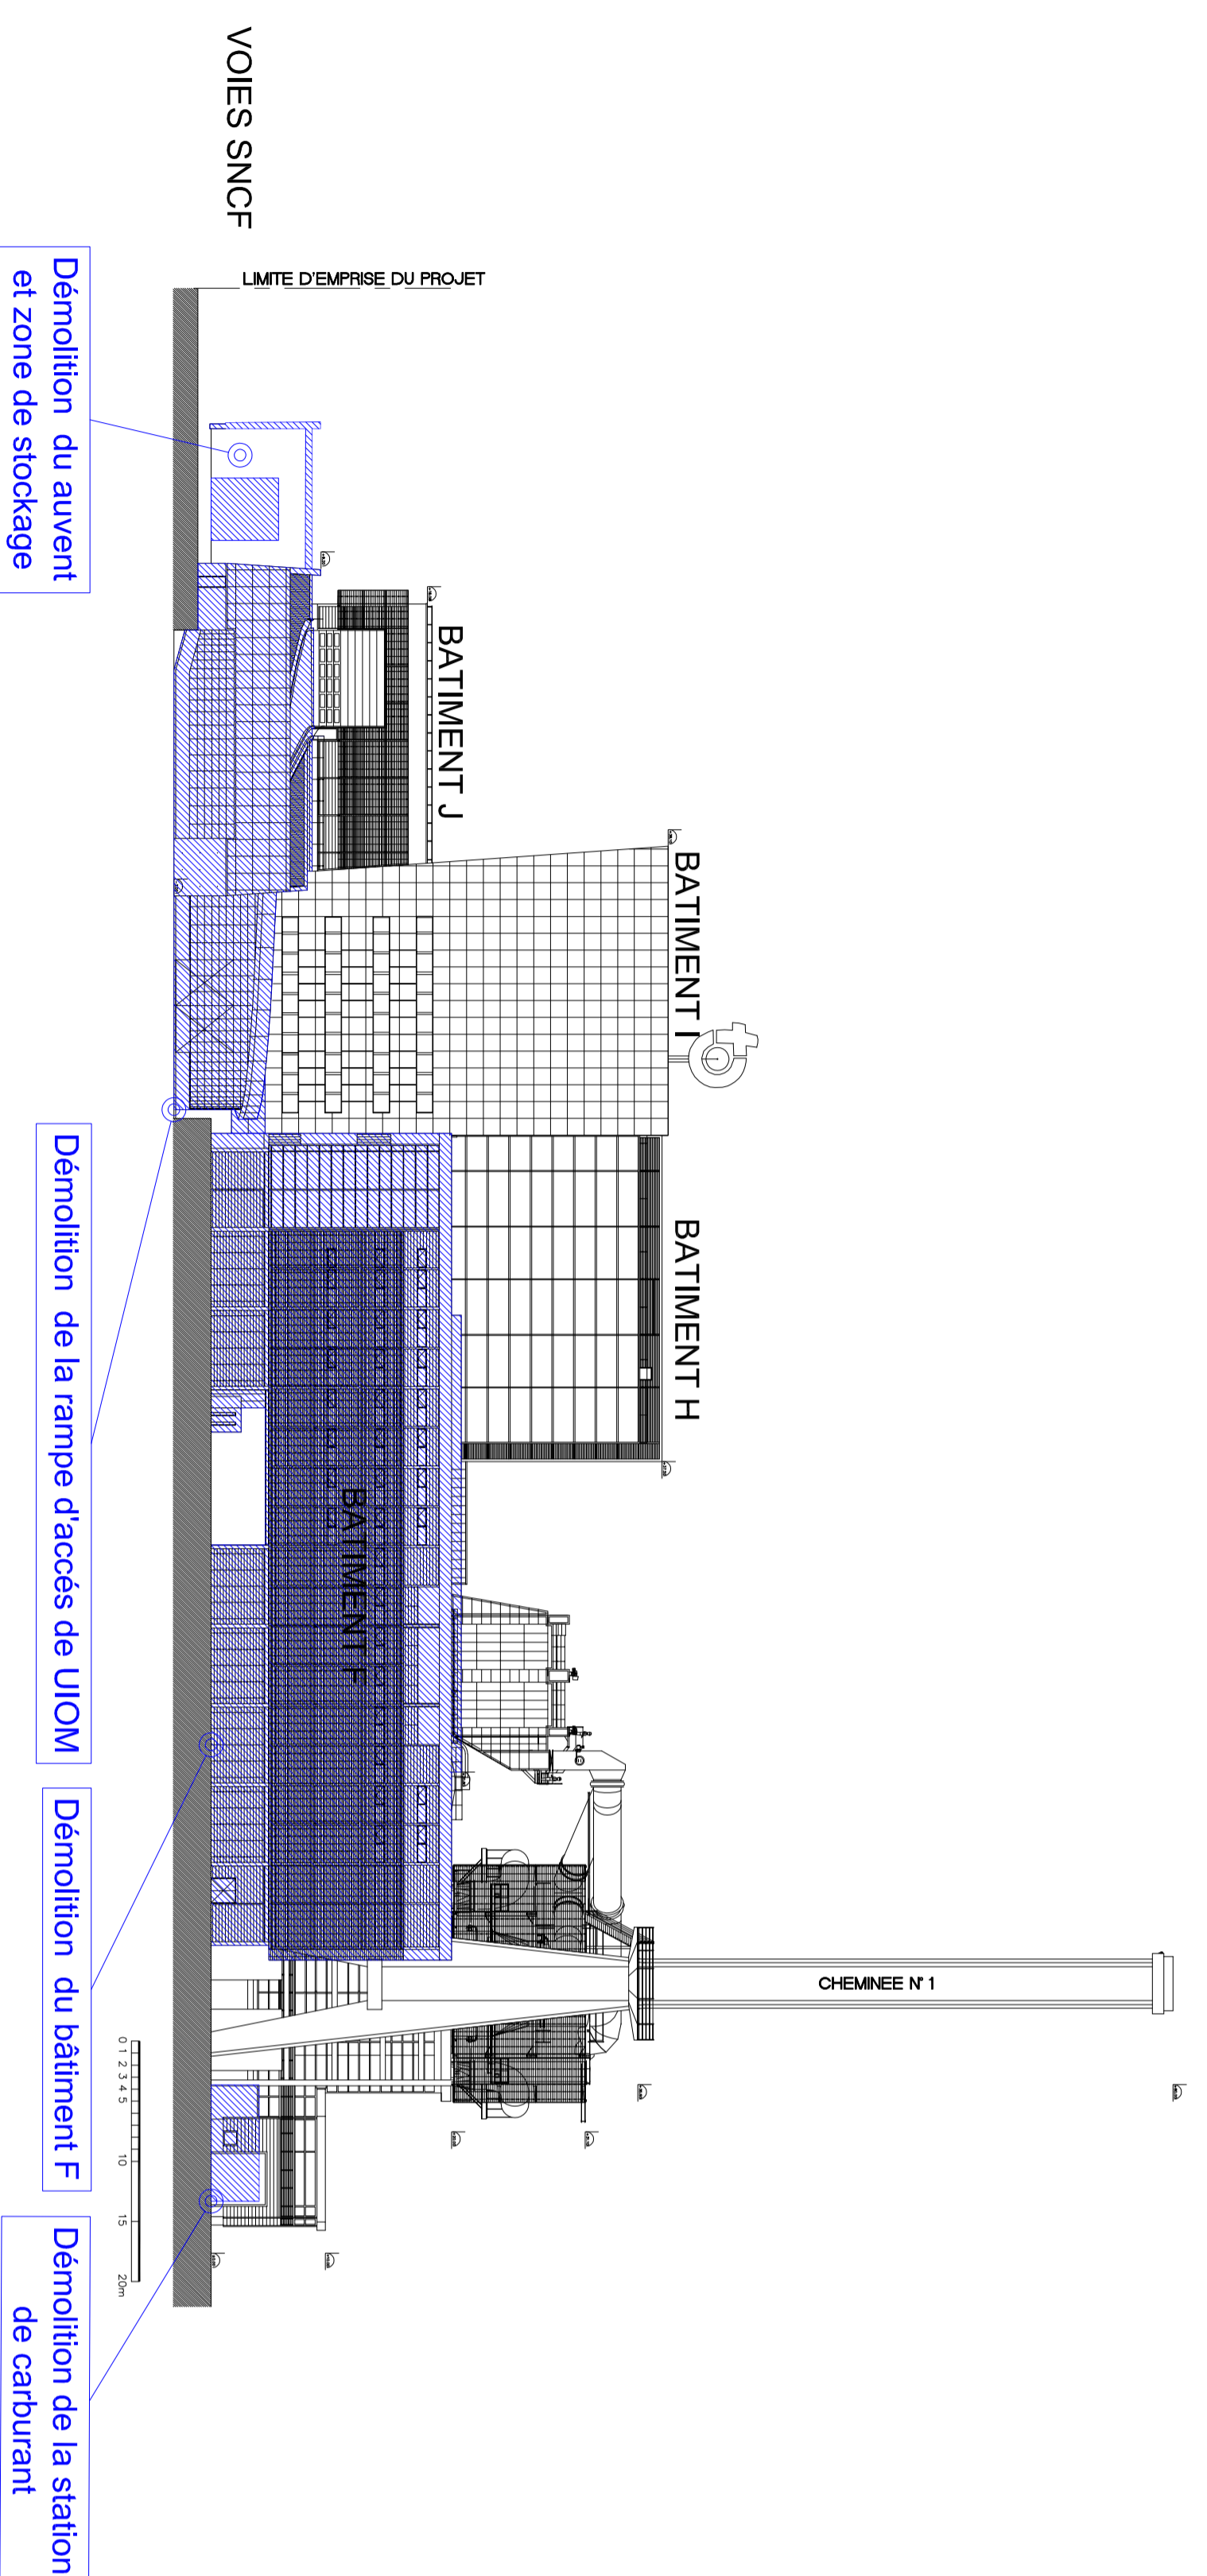 VOIES SNCF
LIMITE D'EMPRISE DU PROJET
BATIMENT J
BATIMENT I
BATIMENT H
BATIMENT F
CHEMINEE N°1
Démolition du auvent
et zone de stockage
Démolition de la rampe d'accés de UIOM
Démolition du bâtiment F
Démolition de la station
de carburant
0 1 2 3 4 5 10 15 20m